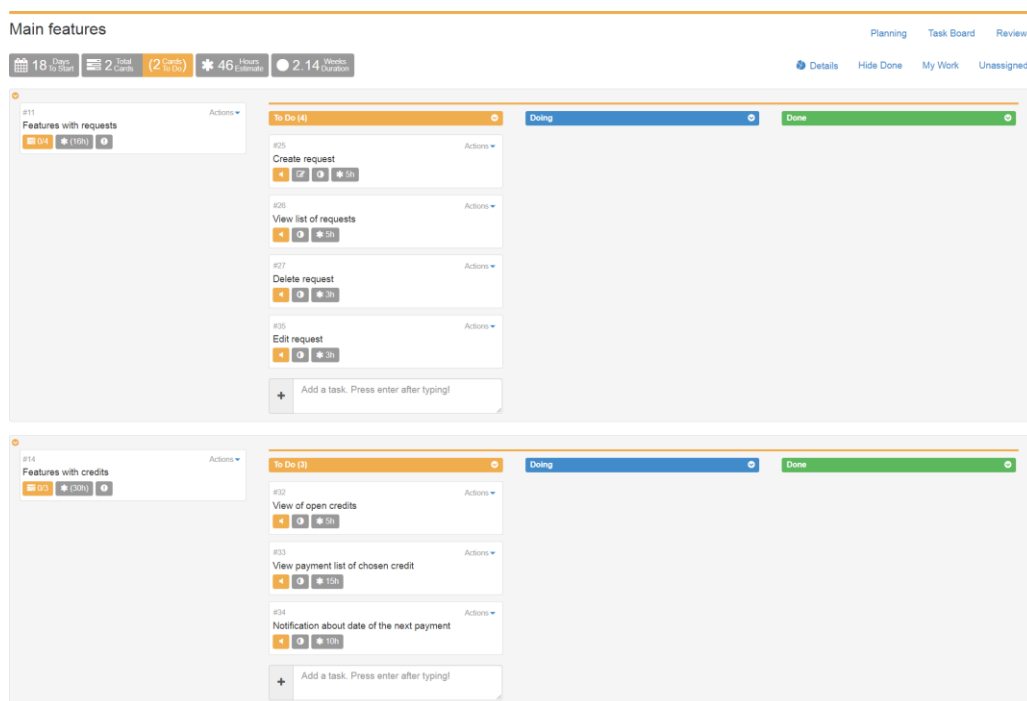 Main features
Planning Task Board Review
18 Days To Start 2 Total Cards (2 Cards To Do) 46 Hours Estimate 2.14 Weeks Duration
Details Hide Done My Work Unassigned
#11 Actions
Features with requests
0/4 (16h)
To Do (4) Doing Done
#25 Actions
Create request
5h
#26 Actions
View list of requests
5h
#27 Actions
Delete request
3h
#35 Actions
Edit request
3h
+ Add a task. Press enter after typing!
#14 Actions
Features with credits
0/3 (30h)
To Do (3) Doing Done
#32 Actions
View of open credits
5h
#33 Actions
View payment list of chosen credit
15h
#34 Actions
Notification about date of the next payment
10h
+ Add a task. Press enter after typing!